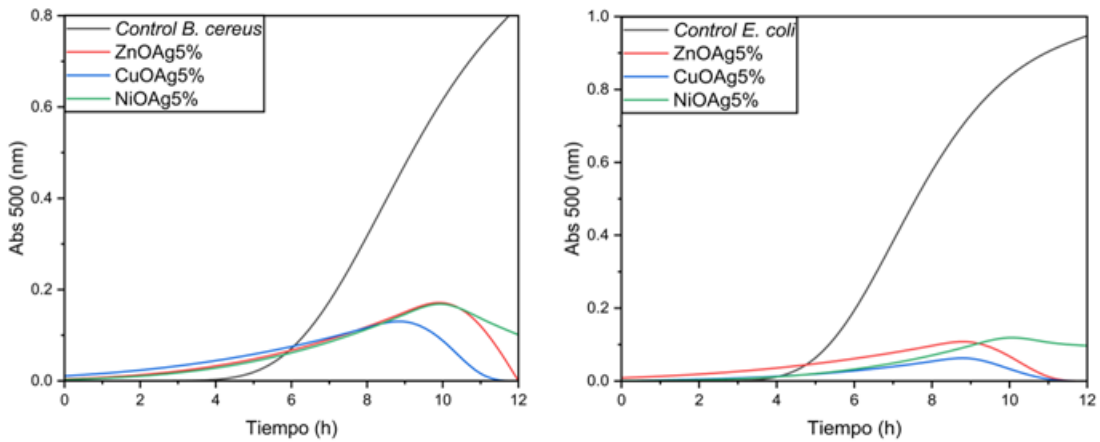 Control B. cereus
ZnOAg5%
CuOAg5%
NiOAg5%
Abs 500 (nm)
0.8
0.6
0.4
0.2
0.0
0 2 4 6 8 10 12
Tiempo (h)
Control E. coli
ZnOAg5%
CuOAg5%
NiOAg5%
Abs 500 (nm)
1.0
0.8
0.6
0.4
0.2
0.0
0 2 4 6 8 10 12
Tiempo (h)